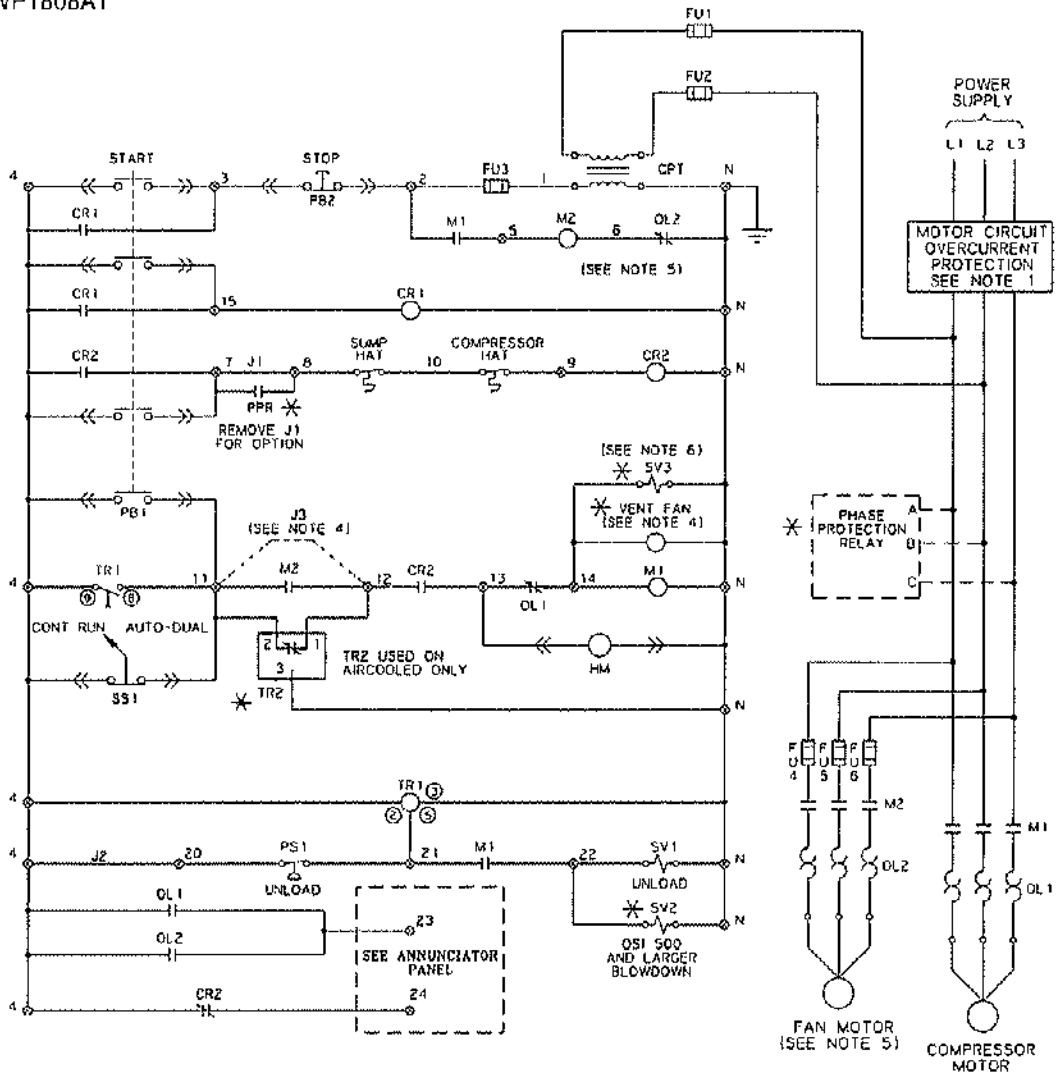 FU1
FU2
POWER
SUPPLY
L1 L2 L3
START
STOP
4
3
PB2
2
FU3
1
CPT
N
CR1
M1
5
M2
6
OL2
(SEE NOTE 5)
MOTOR CIRCUIT
OVERCURRENT
PROTECTION
SEE NOTE 1
CR1
15
CR1
N
CR2
7
J1
8
SUMP
HAT
10
COMPRESSOR
HAT
9
CR2
N
PPR
REMOVE J1
FOR OPTION
PB1
(SEE NOTE 6)
SV3
VENT FAN
(SEE NOTE 4)
J3
(SEE NOTE 4)
PHASE
PROTECTION
RELAY
A
B
C
4
TR1
9
8
11
M2
12
CR2
13
OL1
14
M1
N
CONT RUN AUTO-DUAL
2
1
3
TR2 USED ON
AIRCOOLED ONLY
HM
SS1
TR2
N
FU4
FU5
FU6
4
TR1
3
2
5
M2
M1
4
J2
20
PS1
UNLOAD
21
M1
22
SV1
UNLOAD
N
OL2
OL1
OL1
23
OL2
SV2
N
SEE ANNUNCIATOR
PANEL
QSI 500
AND LARGER
BLOWDOWN
4
CR2
24
FAN MOTOR
(SEE NOTE 5)
COMPRESSOR
MOTOR